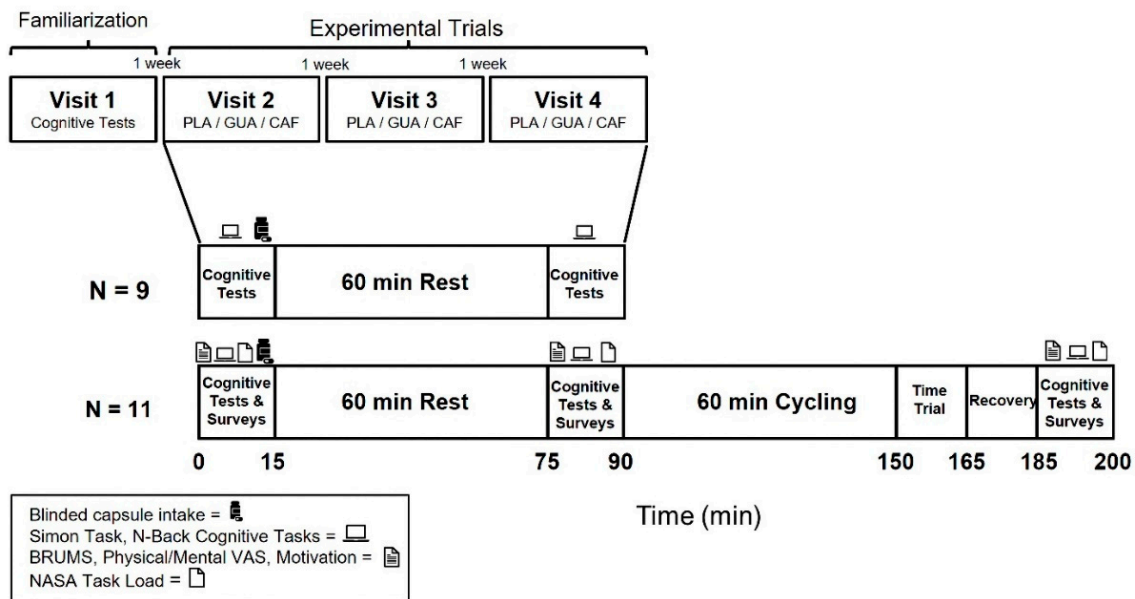 Familiarization
Experimental Trials
1 week
1 week
1 week
Visit 1
Cognitive Tests
Visit 2
PLA / GUA / CAF
Visit 3
PLA / GUA / CAF
Visit 4
PLA / GUA / CAF
N = 9
Cognitive
Tests
60 min Rest
Cognitive
Tests
N = 11
Cognitive
Tests &
Surveys
60 min Rest
Cognitive
Tests &
Surveys
60 min Cycling
Time
Trial
Recovery
Cognitive
Tests &
Surveys
0 15 75 90 150 165 185 200
Time (min)
Blinded capsule intake =
Simon Task, N-Back Cognitive Tasks =
BRUMS, Physical/Mental VAS, Motivation =
NASA Task Load =